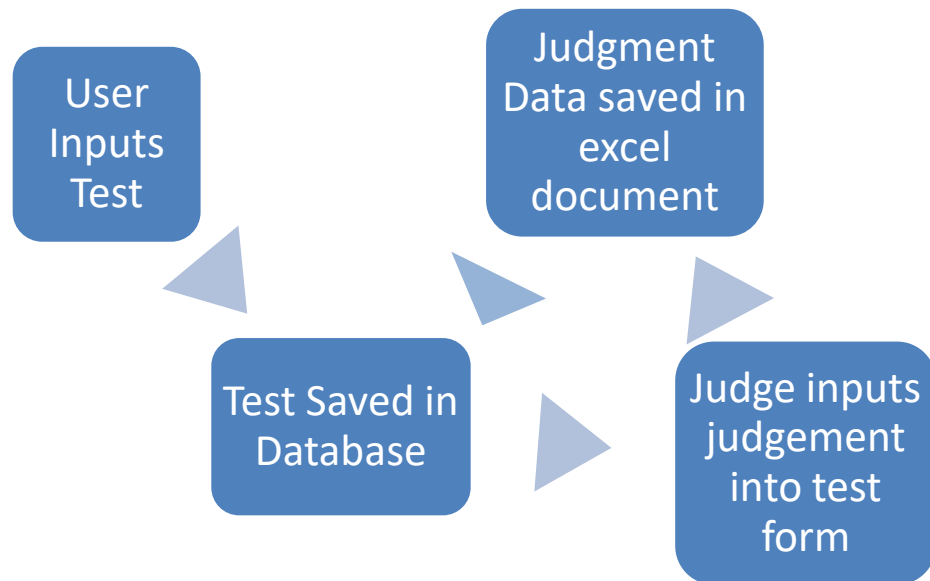 User
Inputs
Test
Judgment
Data saved in
excel
document
Test Saved in
Database
Judge inputs
judgement
into test
form